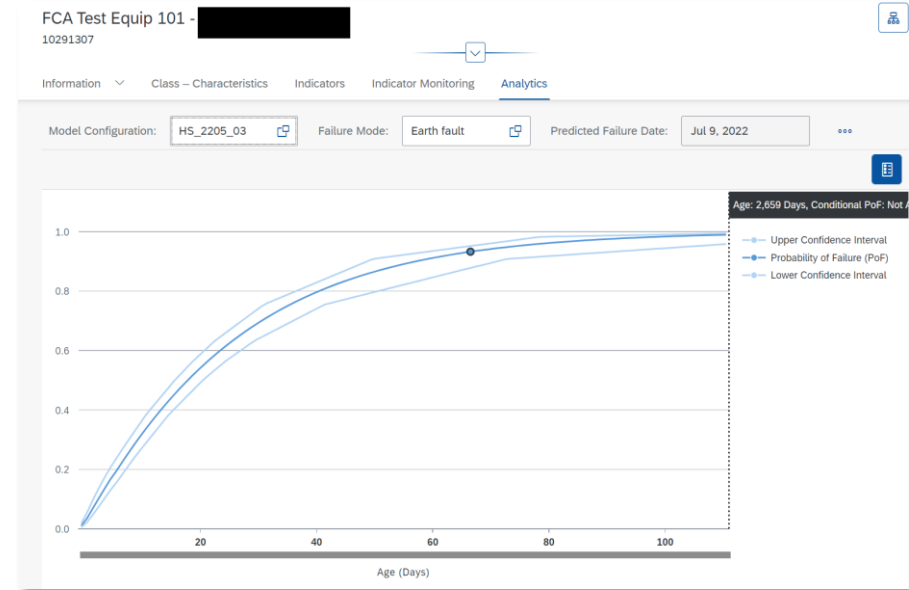 FCA Test Equip 101 -
10291307
Information Class – Characteristics Indicators Indicator Monitoring Analytics
Model Configuration: HS_2205_03 Failure Mode: Earth fault Predicted Failure Date: Jul 9, 2022
Age: 2,659 Days, Conditional PoF: Not
1.0
0.8
0.6
0.4
0.2
0.0
20 40 60 80 100
Age (Days)
Upper Confidence Interval
Probability of Failure (PoF)
Lower Confidence Interval